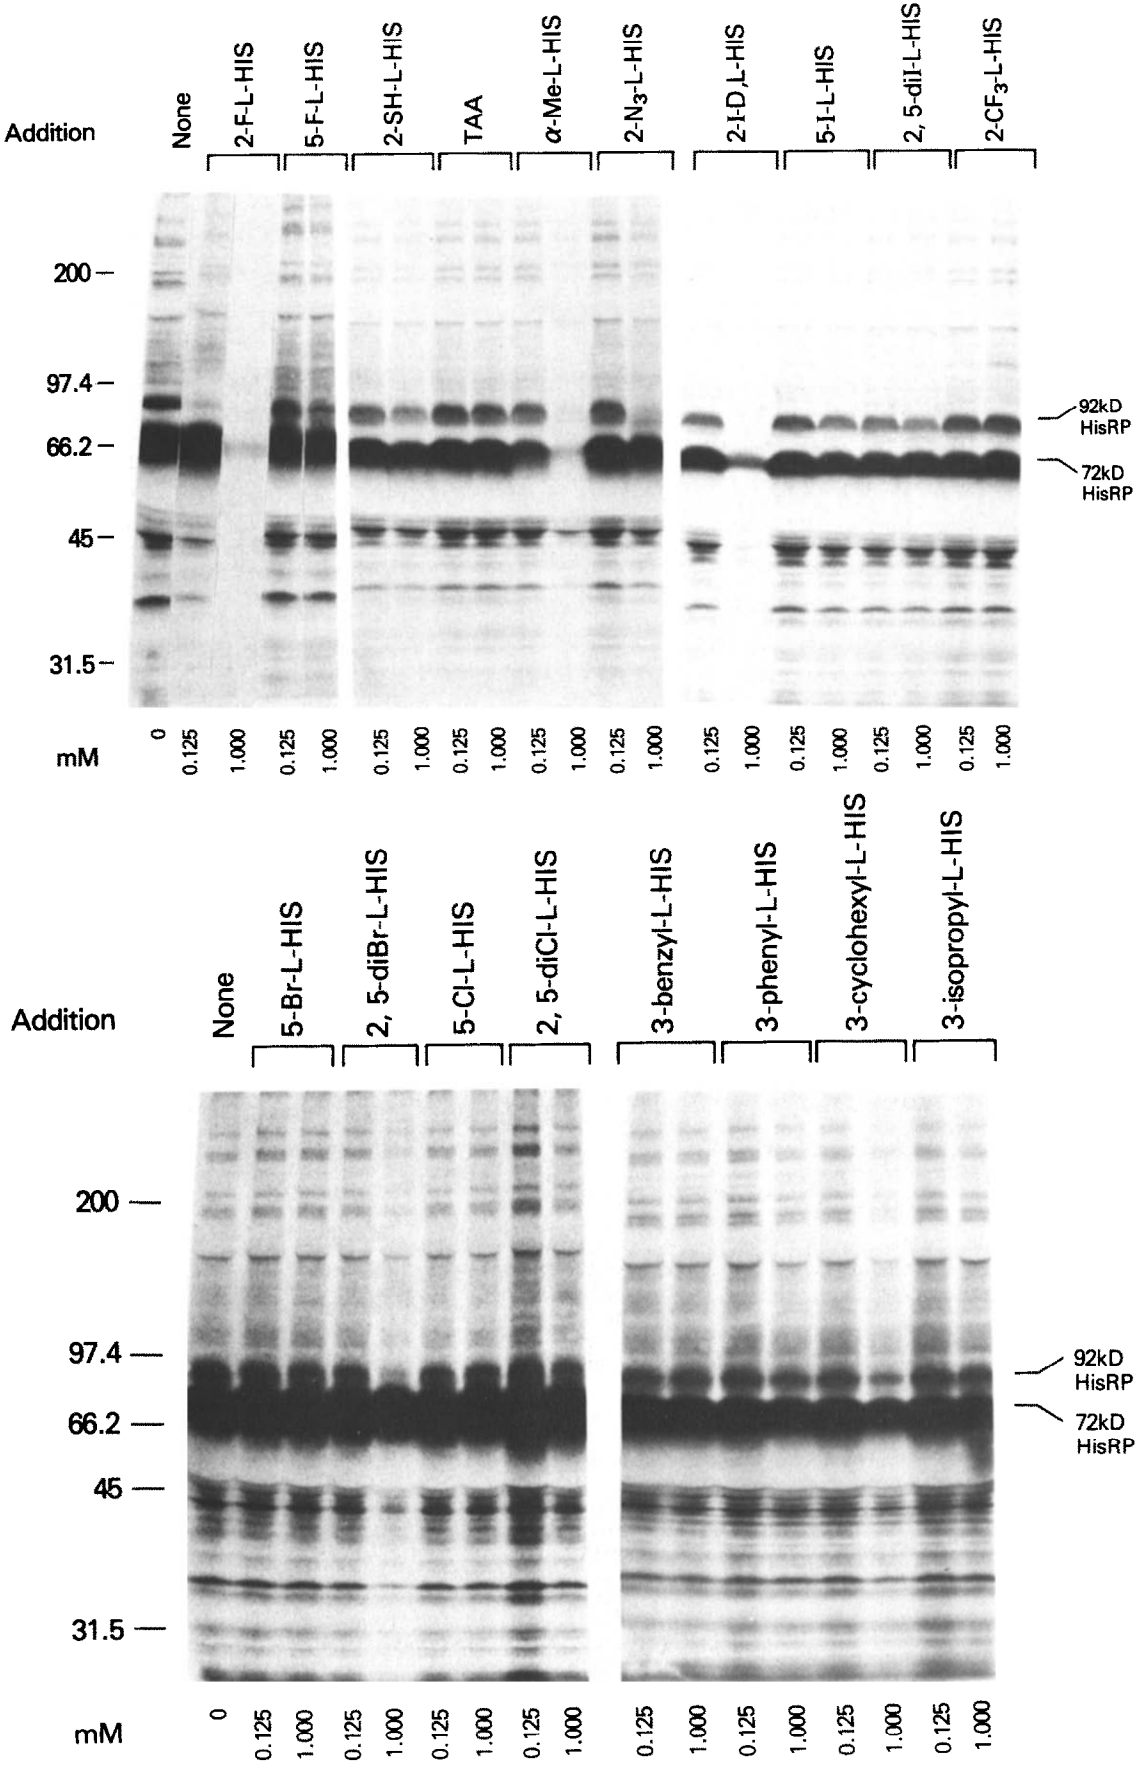 Addition
None
2-F-L-HIS
5-F-L-HIS
2-SH-L-HIS
TAA
α-Me-L-HIS
2-N3-L-HIS
2-I-D,L-HIS
5-I-L-HIS
2, 5-diI-L-HIS
2-CF3-L-HIS
200
97.4
66.2
45
31.5
92kD
HisRP
72kD
HisRP
mM
0
0.125
1.000
0.125
1.000
0.125
1.000
0.125
1.000
0.125
1.000
0.125
1.000
0.125
1.000
0.125
1.000
0.125
1.000
0.125
1.000
Addition
None
5-Br-L-HIS
2, 5-diBr-L-HIS
5-Cl-L-HIS
2, 5-diCl-L-HIS
3-benzyl-L-HIS
3-phenyl-L-HIS
3-cyclohexyl-L-HIS
3-isopropyl-L-HIS
200
97.4
66.2
45
31.5
92kD
HisRP
72kD
HisRP
mM
0
0.125
1.000
0.125
1.000
0.125
1.000
0.125
1.000
0.125
1.000
0.125
1.000
0.125
1.000
0.125
1.000